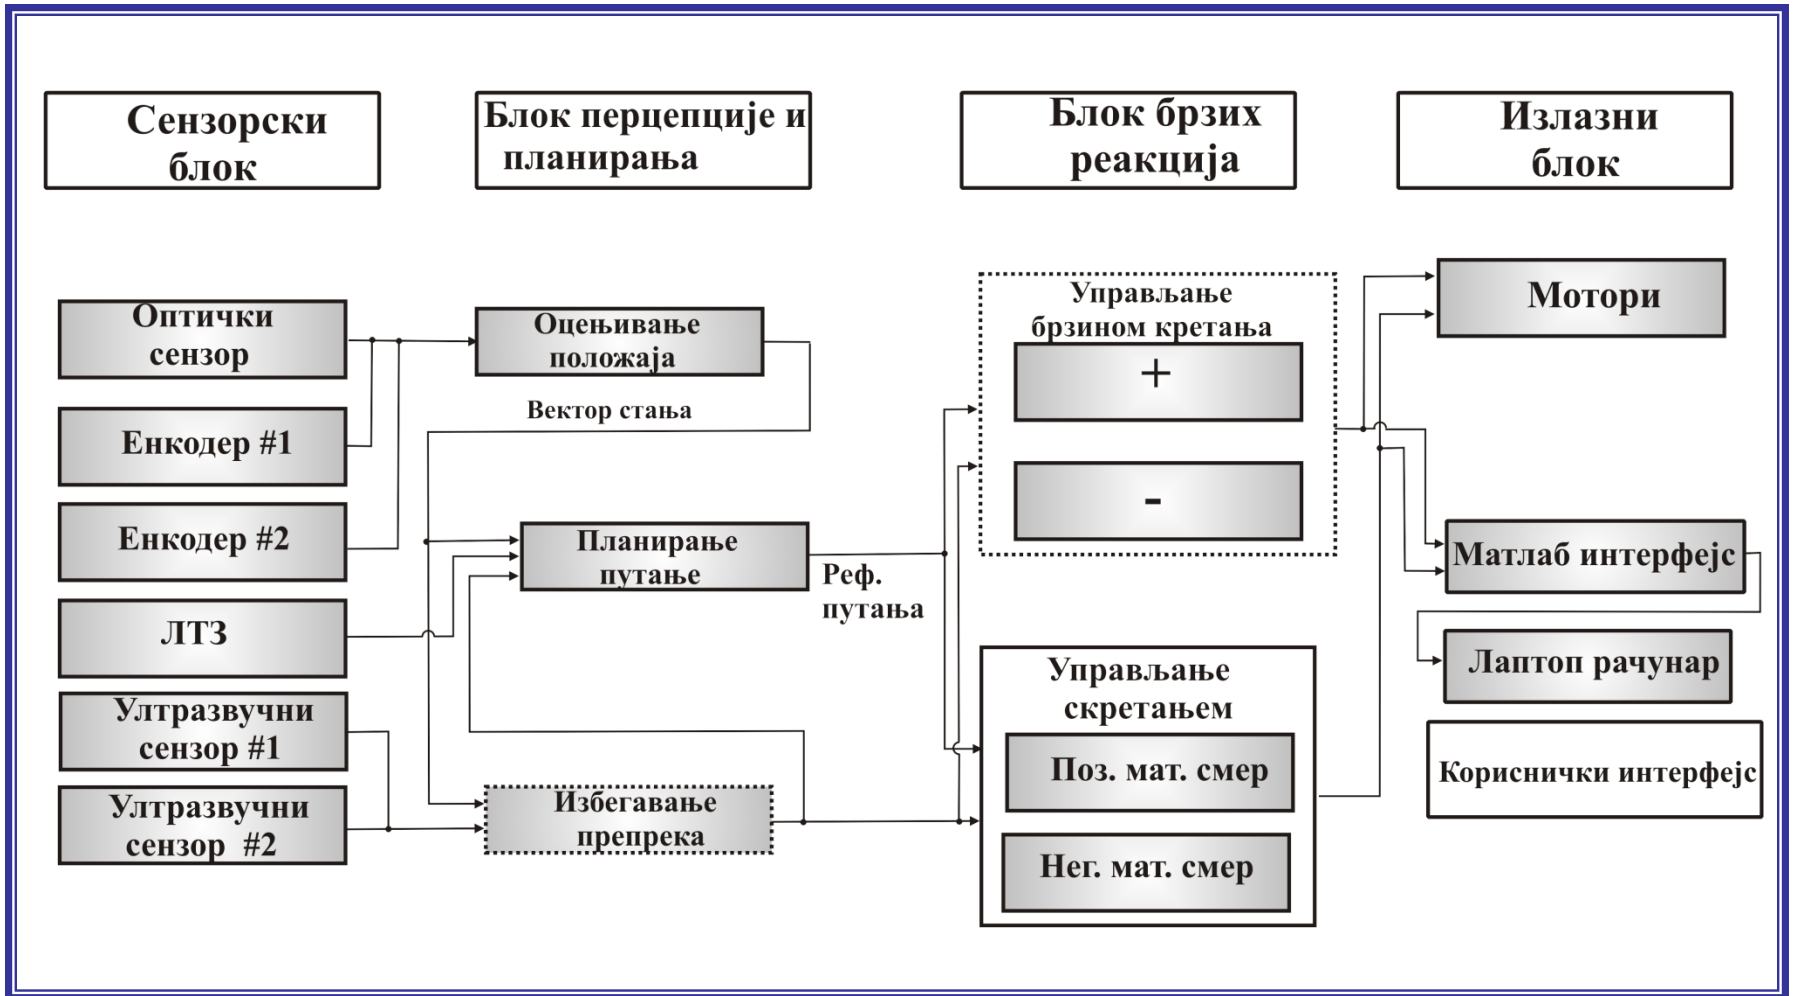 Сензорски
блок
Блок перцепције и
планирања
Блок брзих
реакција
Излазни
блок
Оптички
сензор
Енкодер #1
Енкодер #2
ЛТЗ
Ултразвучни
сензор #1
Ултразвучни
сензор #2
Оцењивање
положаја
Вектор стања
Планирање
путање
Реф.
путања
Избегавање
препрека
Управљање
брзином кретања
+
-
Управљање
скретањем
Поз. мат. смер
Нег. мат. смер
Мотори
Матлаб интерфејс
Лаптоп рачунар
Кориснички интерфејс